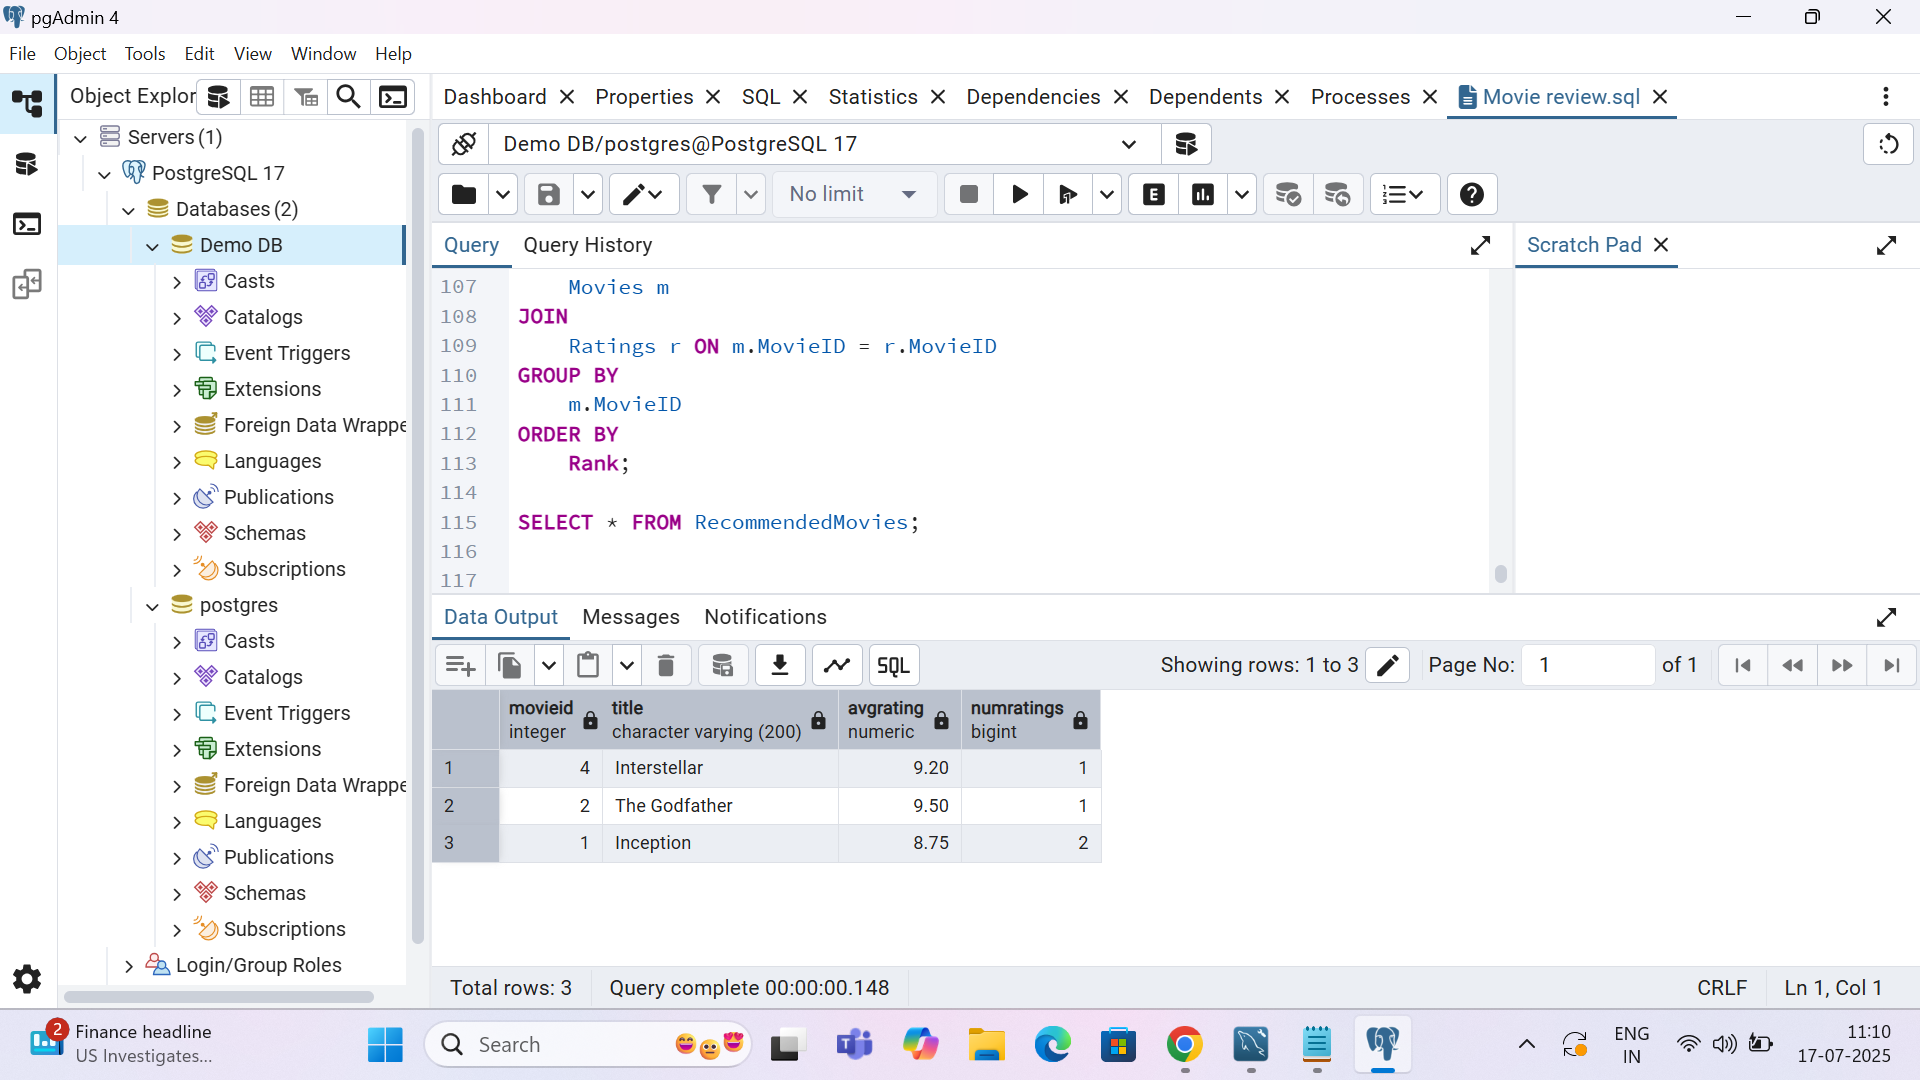 pgAdmin 4
File Object Tools Edit View Window Help
Object Explor
Servers (1)
PostgreSQL 17
Databases (2)
Demo DB
Casts
Catalogs
Event Triggers
Extensions
Foreign Data Wrappe
Languages
Publications
Schemas
Subscriptions
postgres
Casts
Catalogs
Event Triggers
Extensions
Foreign Data Wrappe
Languages
Publications
Schemas
Subscriptions
Login/Group Roles
Dashboard Properties SQL Statistics Dependencies Dependents Processes Movie review.sql
Demo DB/postgres@PostgreSQL 17
No limit E
Query Query History
Scratch Pad
107 Movies m
108 JOIN
109 Ratings r ON m.MovieID = r.MovieID
110 GROUP BY
111 m.MovieID
112 ORDER BY
113 Rank;
114
115 SELECT * FROM RecommendedMovies;
116
117
Data Output Messages Notifications
SQL Showing rows: 1 to 3 Page No: 1 of 1
movieid title avgrating numratings
integer character varying (200) numeric bigint
1 4 Interstellar 9.20 1
2 2 The Godfather 9.50 1
3 1 Inception 8.75 2
Total rows: 3 Query complete 00:00:00.148 CRLF Ln 1, Col 1
2 Finance headline
US Investigates...
Search
ENG
IN
11:10
17-07-2025